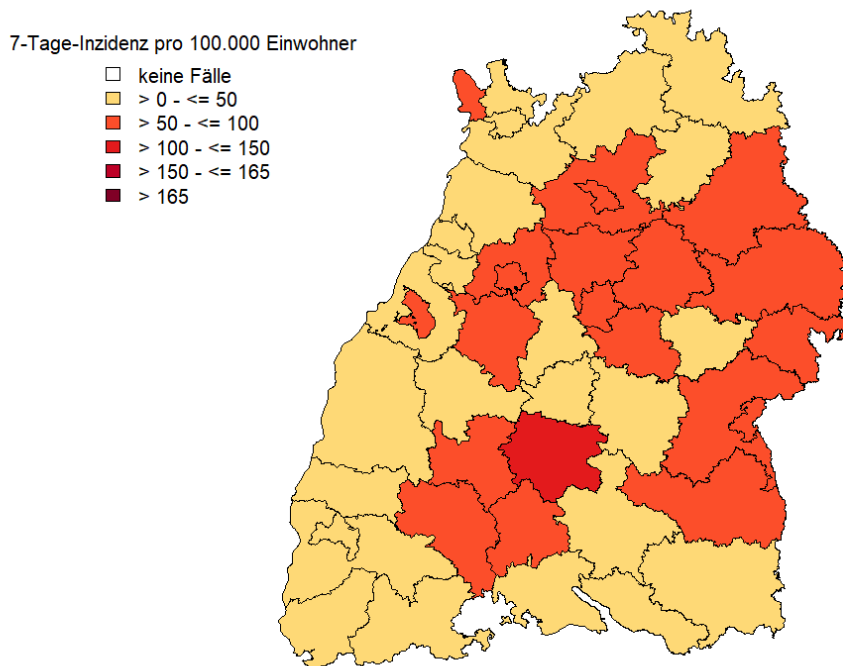 7-Tage-Inzidenz pro 100.000 Einwohner
keine Fälle
> 0 - <= 50
> 50 - <= 100
> 100 - <= 150
> 150 - <= 165
> 165